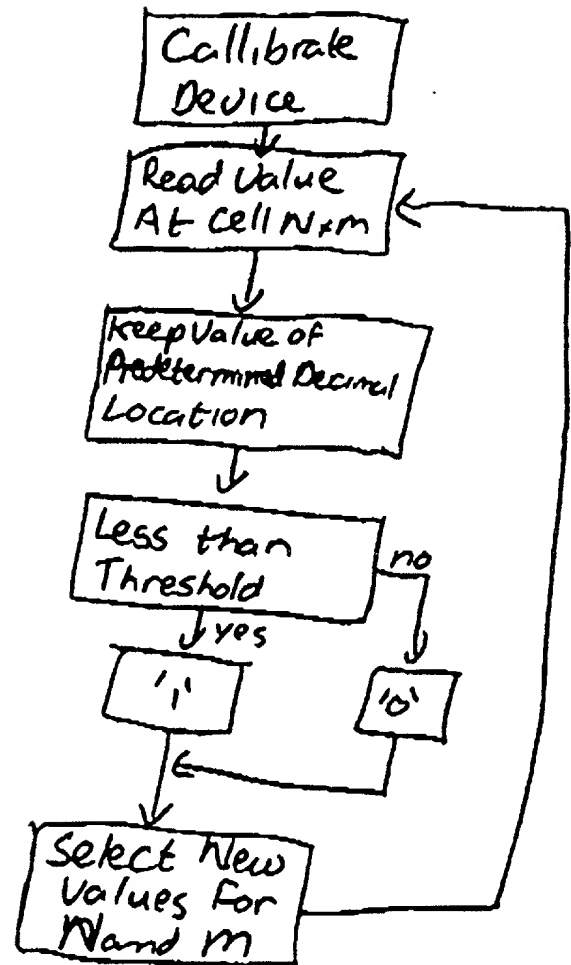 Callibrate
Device
Read Value
At Cell N×m
Keep Value of
Predetermined Decimal
Location
Less than
Threshold
no
yes
'1'
'0'
Select New
Values For
N and m